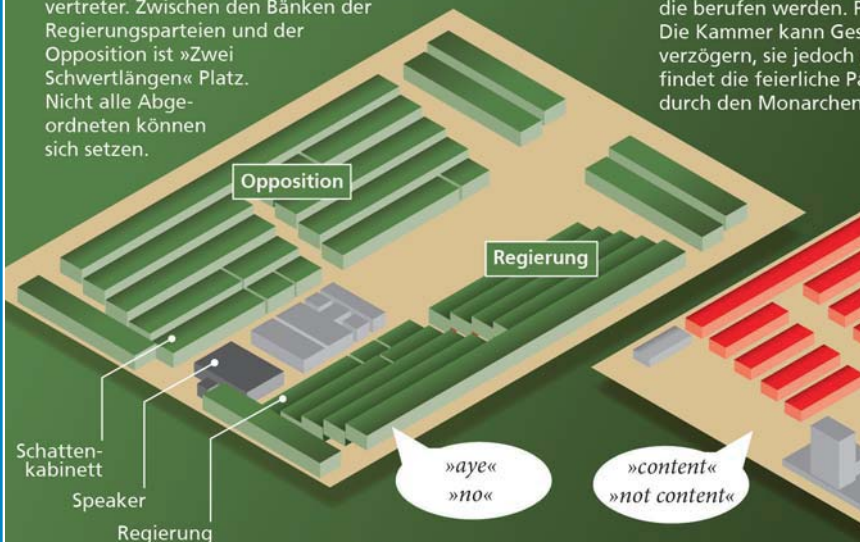 vertreter. Zwischen den Bänken der
Regierungsparteien und der
Opposition ist »Zwei
Schwertlängen« Platz.
Nicht alle Abge-
ordneten können
sich setzen.
die berufen werden.
Die Kammer kann
verzögern, sie jedoch
findet die feierliche
durch den Monarchen
Opposition
Regierung
Schatten-
kabinett
Speaker
Regierung
»aye«
»no«
»content«
»not content«